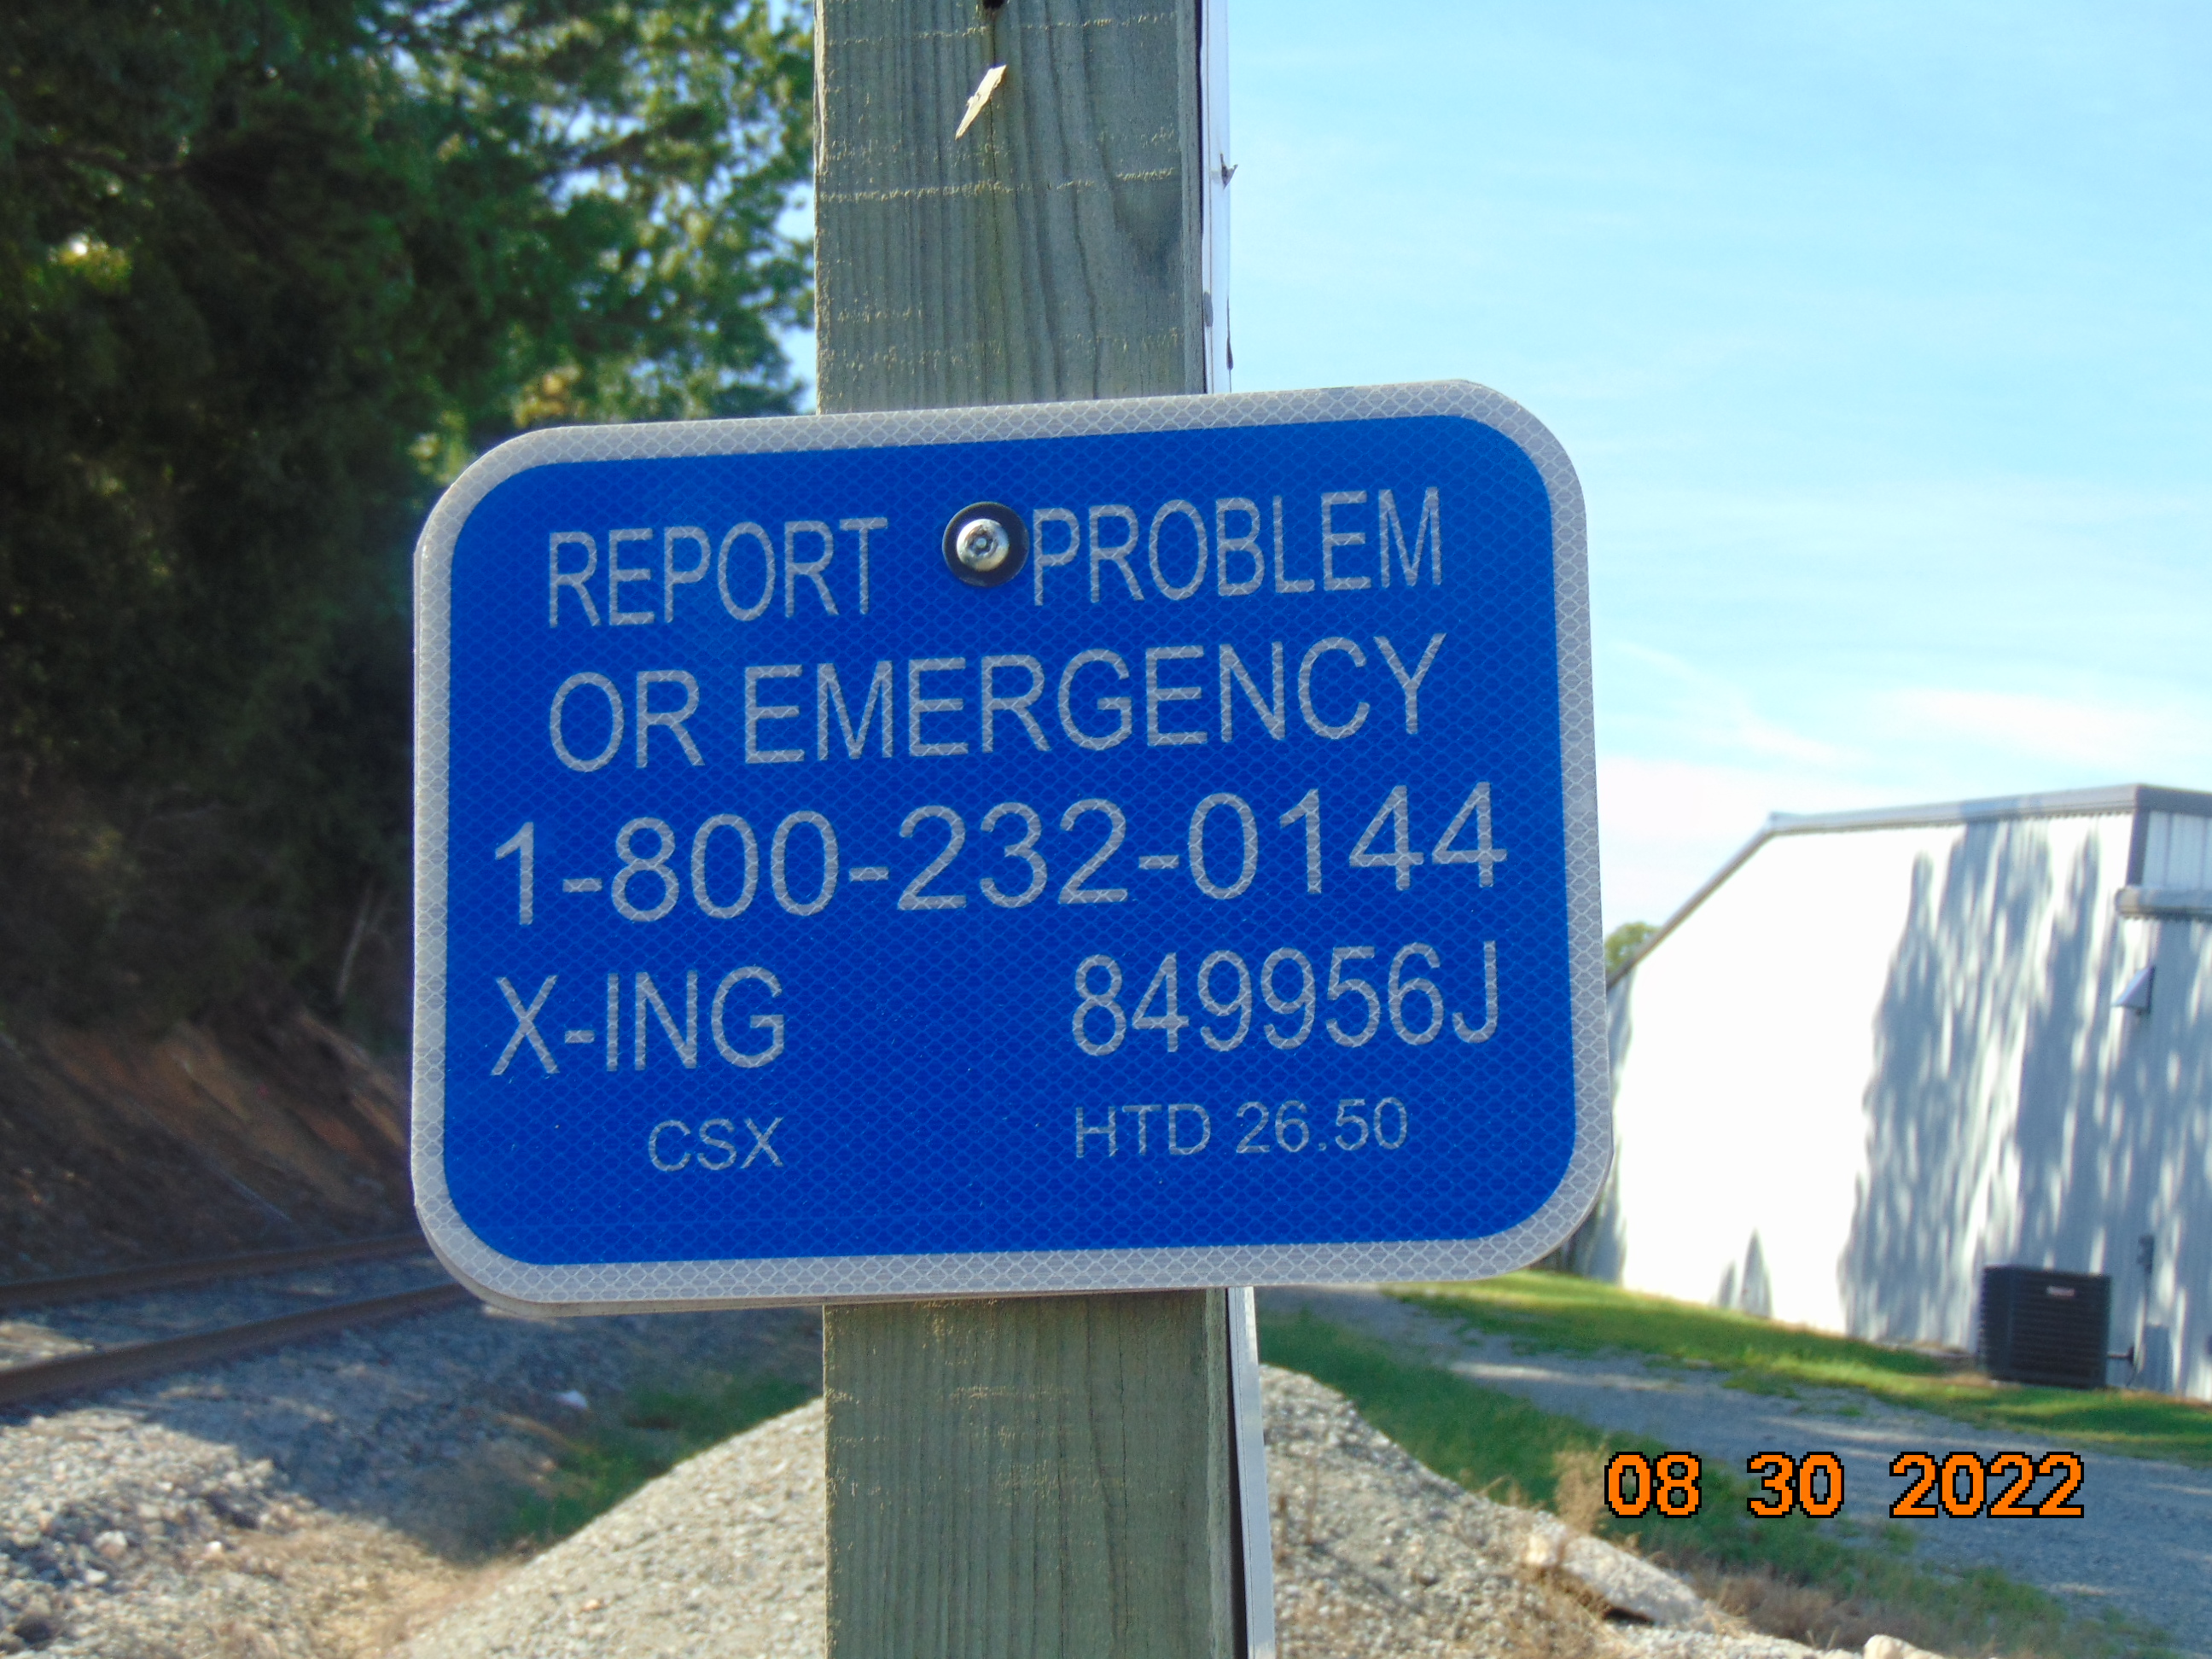 REPORT PROBLEM
OR EMERGENCY
1-800-232-0144
X-ING 849956J
CSX HTD 26.50
08 30 2022